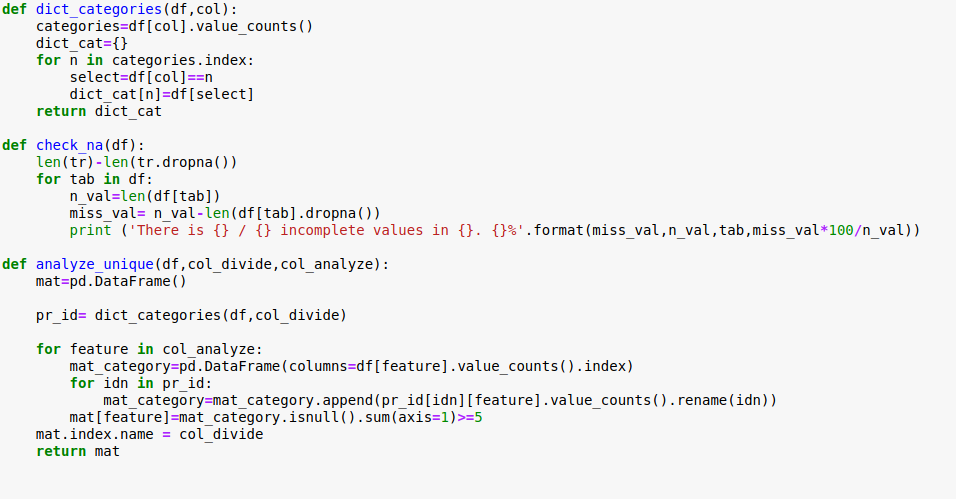 def dict_categories(df,col):
    categories=df[col].value_counts()
    dict_cat={}
    for n in categories.index:
        select=df[col]==n
        dict_cat[n]=df[select]
    return dict_cat

def check_na(df):
    len(tr)-len(tr.dropna())
    for tab in df:
        n_val=len(df[tab])
        miss_val= n_val-len(df[tab].dropna())
        print ('There is {} / {} incomplete values in {}. {}%'.format(miss_val,n_val,tab,miss_val*100/n_val))

def analyze_unique(df,col_divide,col_analyze):
    mat=pd.DataFrame()

    pr_id= dict_categories(df,col_divide)

    for feature in col_analyze:
        mat_category=pd.DataFrame(columns=df[feature].value_counts().index)
        for idn in pr_id:
            mat_category=mat_category.append(pr_id[idn][feature].value_counts().rename(idn))
        mat[feature]=mat_category.isnull().sum(axis=1)>=5
    mat.index.name = col_divide
    return mat